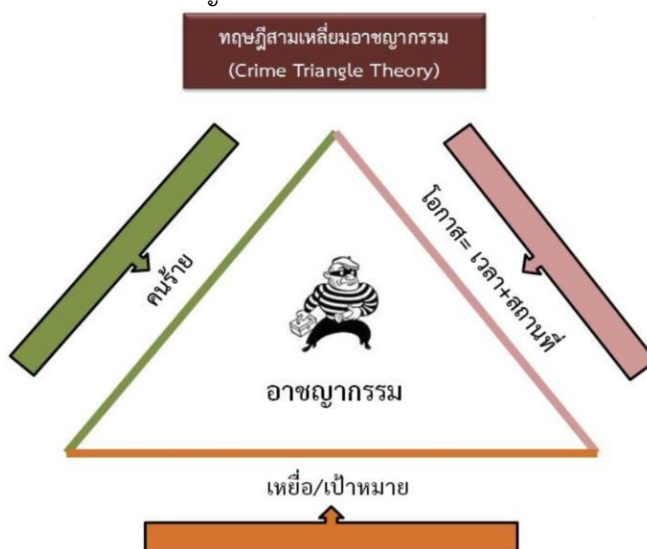 ทฤษฎีสามเหลี่ยมอาชญากรรม
(Crime Triangle Theory)
คนร้าย
โอกาส= เวลา+สถานที่
อาชญากรรม
เหยื่อ/เป้าหมาย